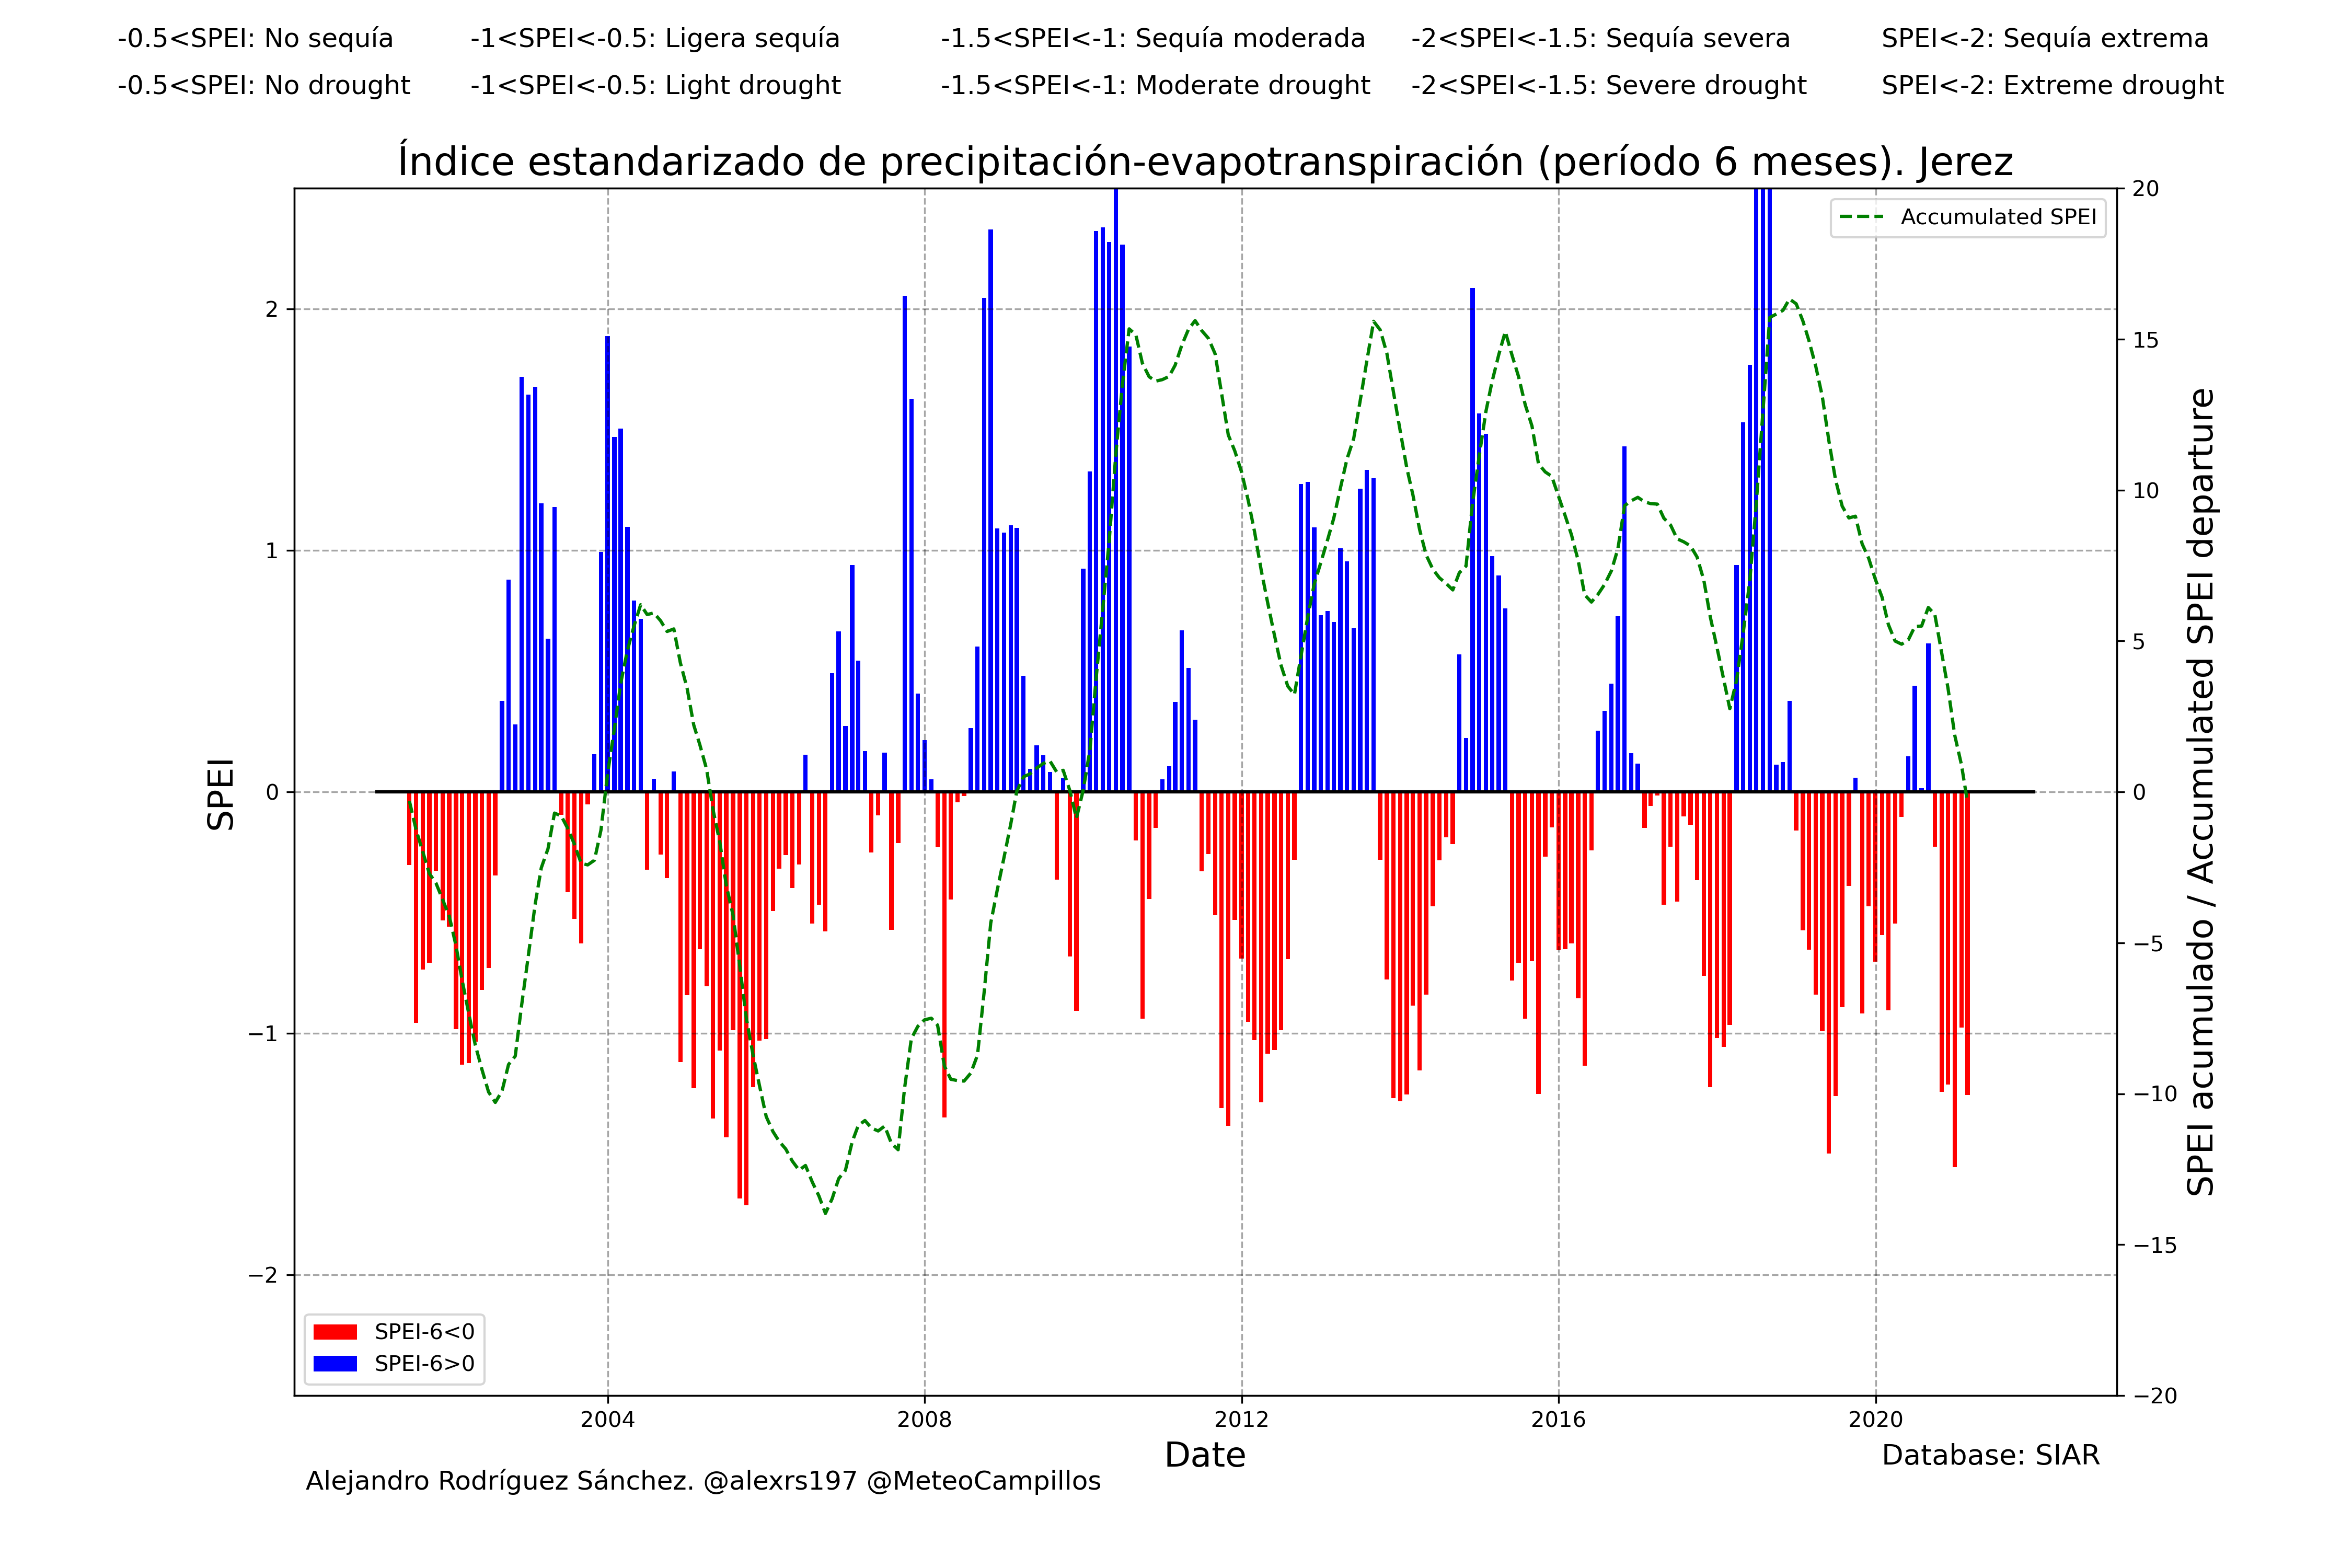 -0.5<SPEI: No sequía -1<SPEI<-0.5: Ligera sequía -1.5<SPEI<-1: Sequía moderada -2<SPEI<-1.5: Sequía severa SPEI<-2: Sequía extrema
-0.5<SPEI: No drought -1<SPEI<-0.5: Light drought -1.5<SPEI<-1: Moderate drought -2<SPEI<-1.5: Severe drought SPEI<-2: Extreme drought
Índice estandarizado de precipitación-evapotranspiración (período 6 meses). Jerez
Accumulated SPEI
SPEI
2
1
0
−1
−2
20
15
10
5
0
−5
−10
−15
−20
SPEI acumulado / Accumulated SPEI departure
SPEI-6<0
SPEI-6>0
2004 2008 2012 2016 2020
Date
Database: SIAR
Alejandro Rodríguez Sánchez. @alexrs197 @MeteoCampillos